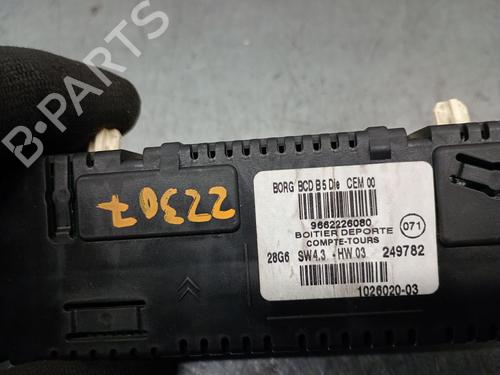 BORG BCD B5 Die CEM 00
9662226080
BOITIER DEPORTE
COMPTE-TOURS
071
28G6 SW4.3 -HW 03 249782
1026020-03
22307
B-PARTS